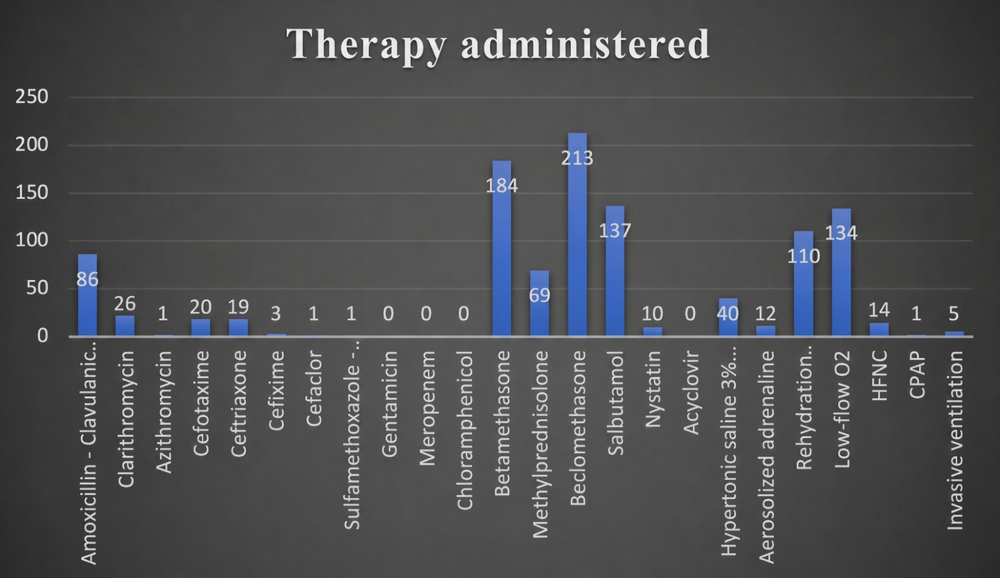 Therapy administered
250
200
150
100
50
0
86
26
1
20
19
3
1
1
0
0
0
184
69
213
137
10
0
40
12
110
134
14
1
5
Amoxicillin - Clavulanic..
Clarithromycin
Azithromycin
Cefotaxime
Ceftriaxone
Cefixime
Cefaclor
Sulfamethoxazole -..
Gentamicin
Meropenem
Chloramphenicol
Betamethasone
Methylprednisolone
Beclomethasone
Salbutamol
Nystatin
Acyclovir
Hypertonic saline 3%...
Aerosolized adrenaline
Rehydration..
Low-flow O2
HFNC
CPAP
Invasive ventilation